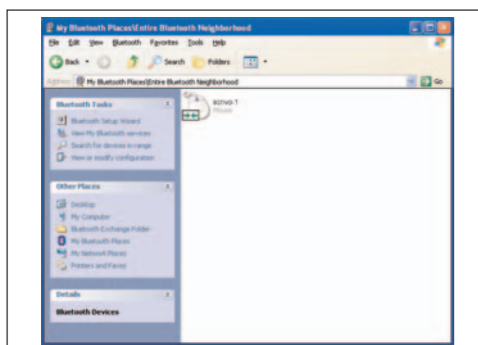 My Bluetooth Places\Entire Bluetooth Neighborhood
File Edit View Bluetooth Favorites Tools Help
Back Search Folders
Address My Bluetooth Places\Entire Bluetooth Neighborhood Go
Bluetooth Tasks
Bluetooth Setup Wizard
View My Bluetooth services
Search for devices in range
View or modify configuration
Other Places
Desktop
My Computer
Bluetooth Exchange Folder
My Bluetooth Places
My Network Places
Printers and Faxes
Details
Bluetooth Devices
Mouse